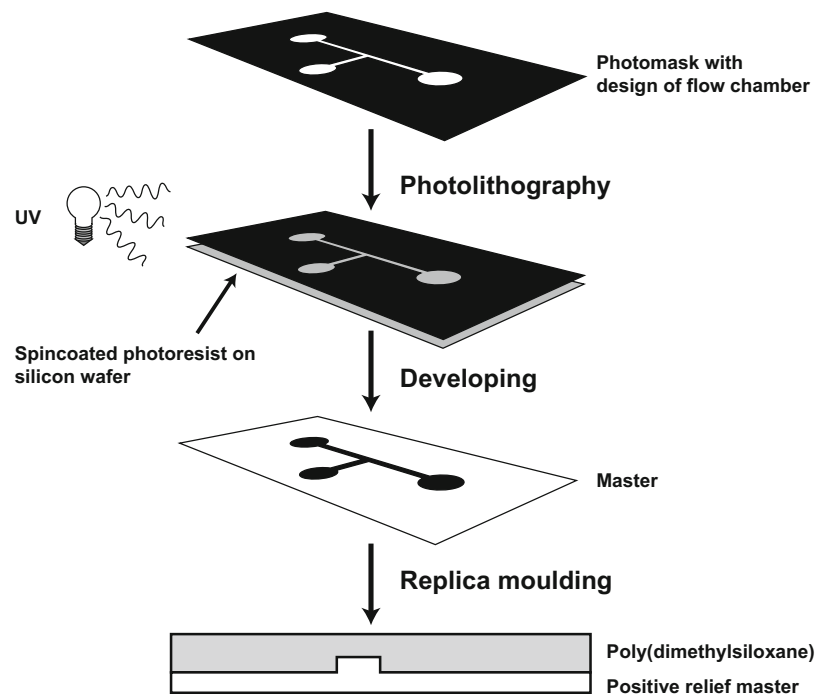 Photomask with
design of flow chamber
Photolithography
UV
Spincoated photoresist on
silicon wafer
Developing
Master
Replica moulding
Poly(dimethylsiloxane)
Positive relief master